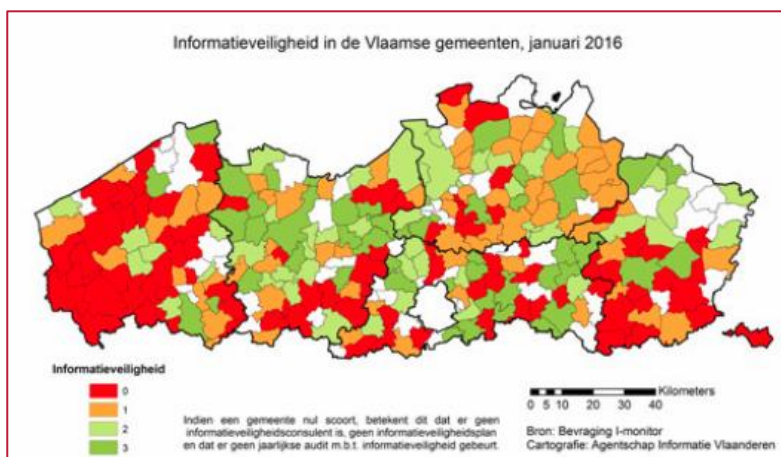 Informatieveiligheid in de Vlaamse gemeenten, januari 2016
Informatieveiligheid
0
1
2
3
Indien een gemeente nul scoort, betekent dit dat er geen
informatieveiligheidsconsulent is, geen informatieveiligheidsplan
en dat er geen jaarlijkse audit m.b.t. informatieveiligheid gebeurt.
Kilometers
0 5 10 20 30 40
Bron: Bevraging I-monitor
Cartografie: Agentschap Informatie Vlaanderen